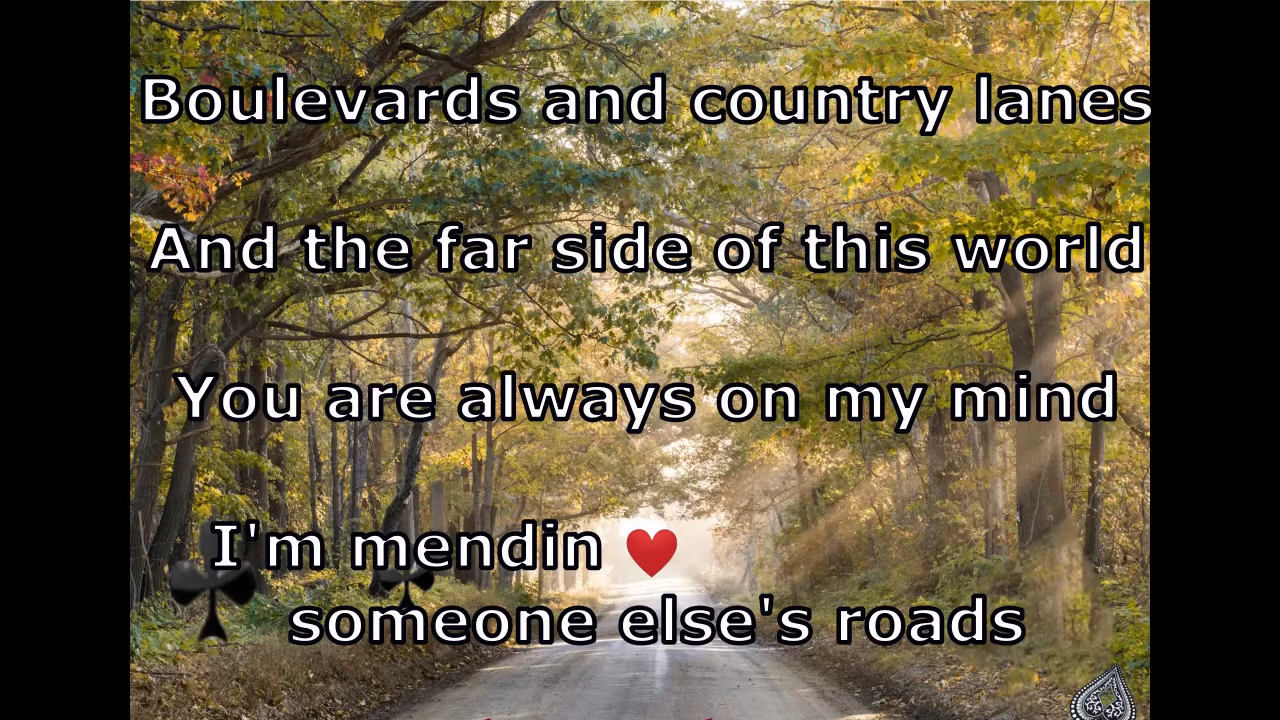 Boulevards and country lanes
And the far side of this world
You are always on my mind
I'm mendin ❤️
someone else's roads